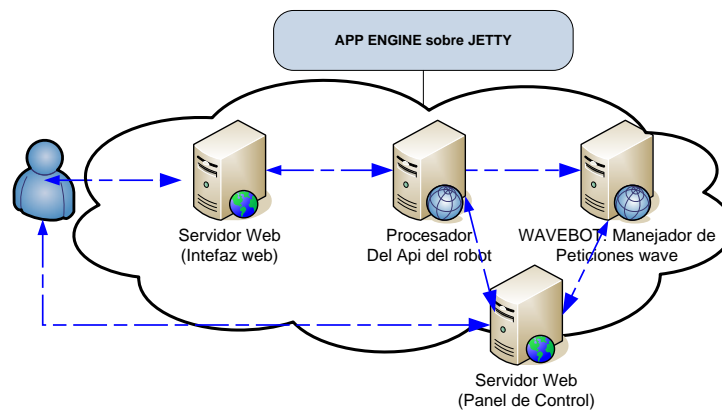 APP ENGINE sobre JETTY
Servidor Web
(Intefaz web)
Procesador
Del Api del robot
WAVEBOT: Manejador de
Peticiones wave
Servidor Web
(Panel de Control)